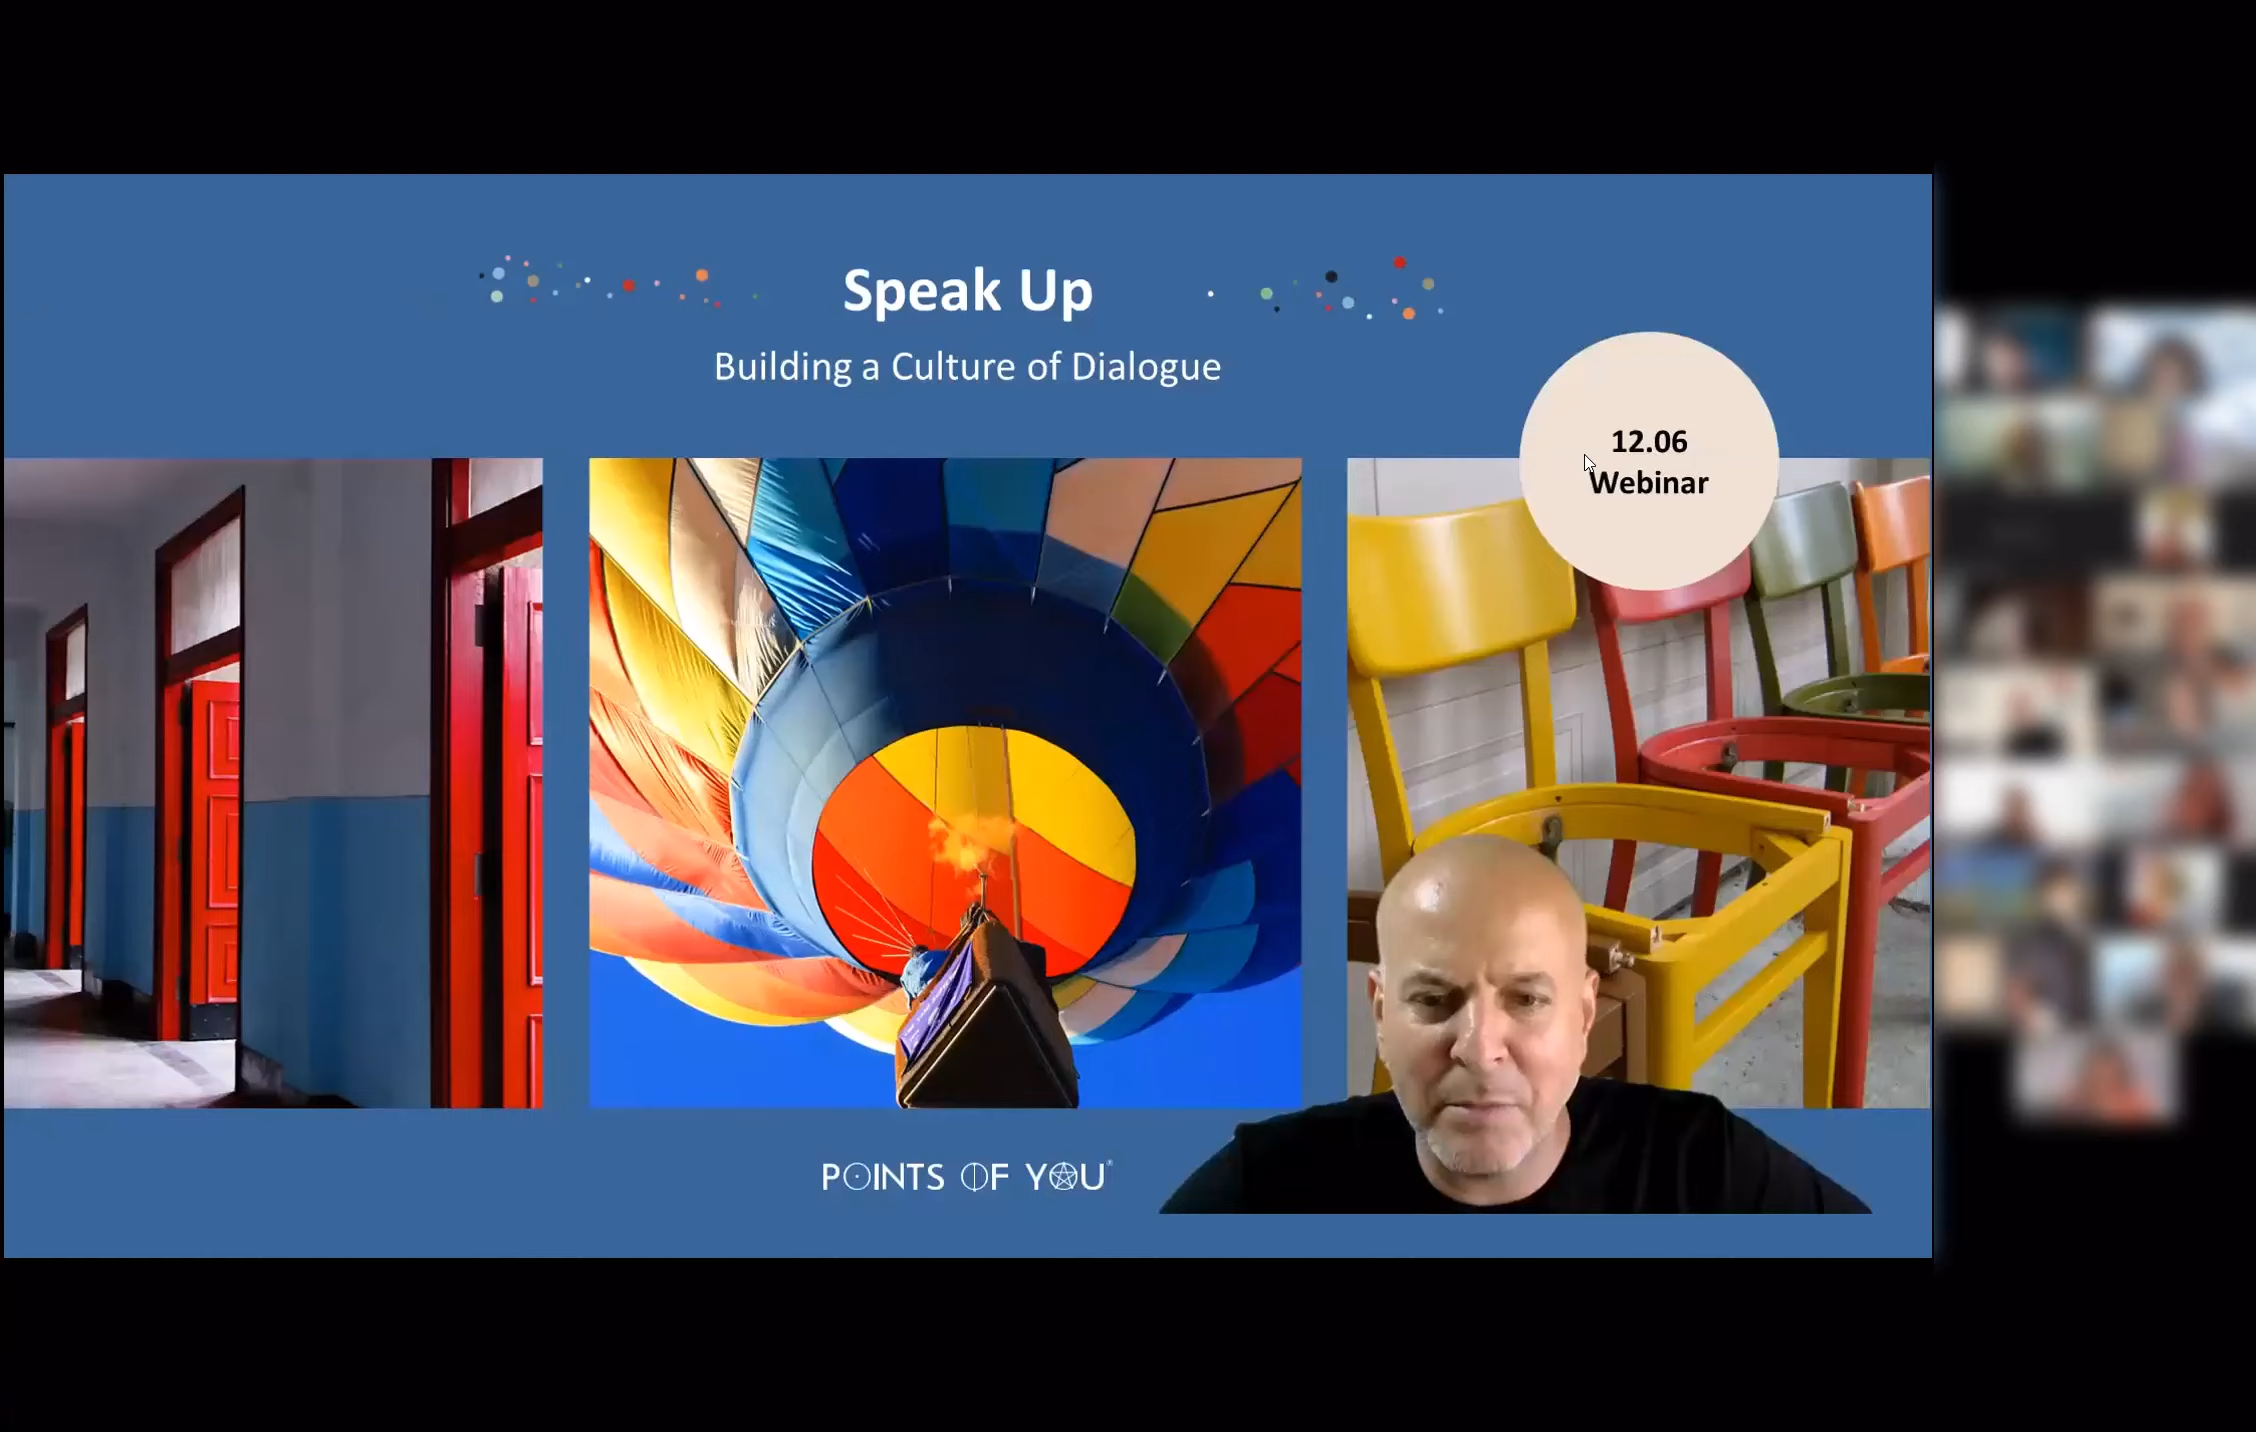 Speak Up
Building a Culture of Dialogue
12.06
Webinar
POINTS OF YOU®